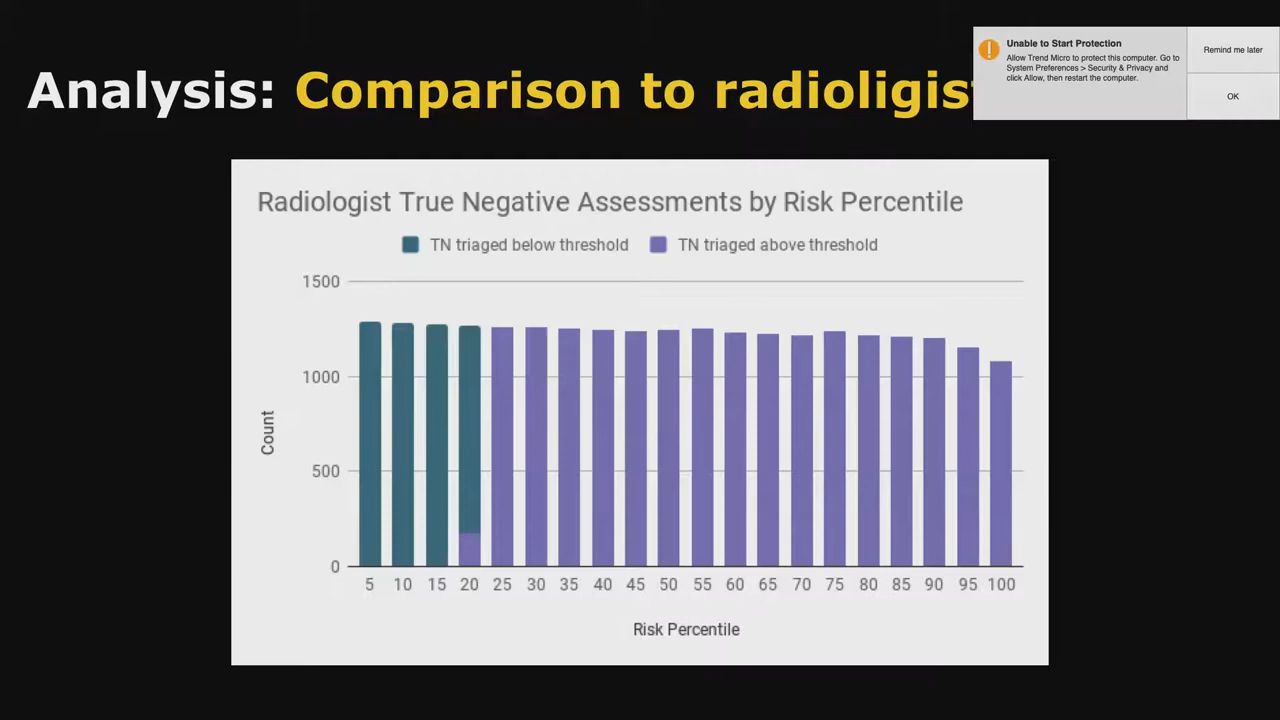 Analysis: Comparison to radioligis
Unable to Start Protection
Allow Trend Micro to protect this computer. Go to
System Preferences > Security & Privacy and
click Allow, then restart the computer.
Remind me later
OK
Radiologist True Negative Assessments by Risk Percentile
TN triaged below threshold TN triaged above threshold
1500
1000
500
0
Count
5 10 15 20 25 30 35 40 45 50 55 60 65 70 75 80 85 90 95 100
Risk Percentile